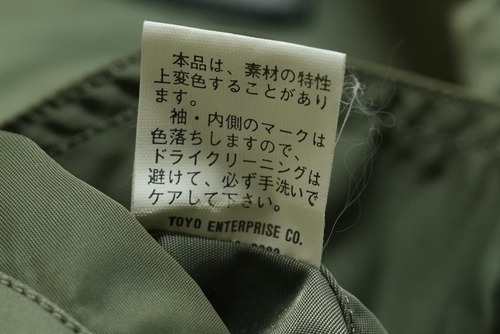 本品は、素材の特性
上変色することがあり
ます。
袖・内側のマークは
色落ちしますので、
ドライクリーニングは
避けて、必ず手洗いで
ケアして下さい。
TOYO ENTERPRISE CO.